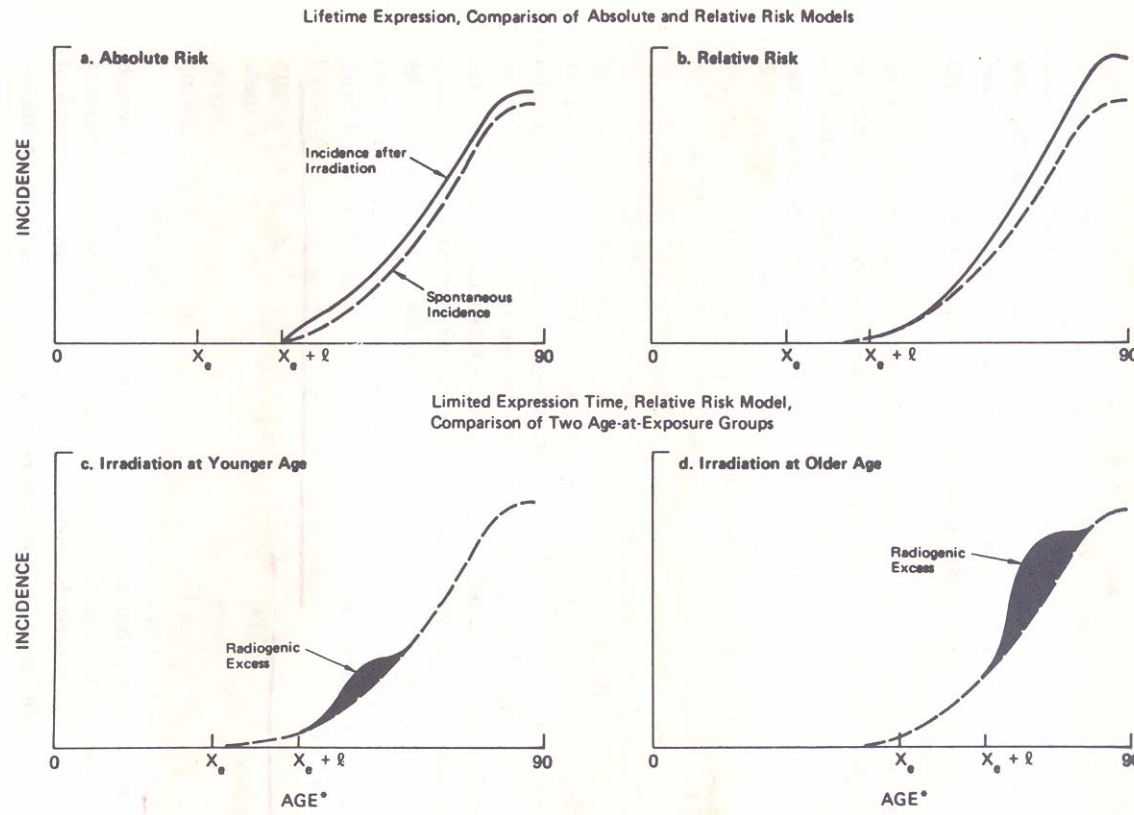 Lifetime Expression, Comparison of Absolute and Relative Risk Models
a. Absolute Risk
INCIDENCE
Incidence after
Irradiation
Spontaneous
Incidence
0
Xe
Xe + ℓ
90
b. Relative Risk
0
Xe
Xe + ℓ
90
Limited Expression Time, Relative Risk Model,
Comparison of Two Age-at-Exposure Groups
c. Irradiation at Younger Age
INCIDENCE
Radiogenic
Excess
0
Xe
Xe + ℓ
90
AGE*
d. Irradiation at Older Age
Radiogenic
Excess
0
Xe
Xe + ℓ
90
AGE*